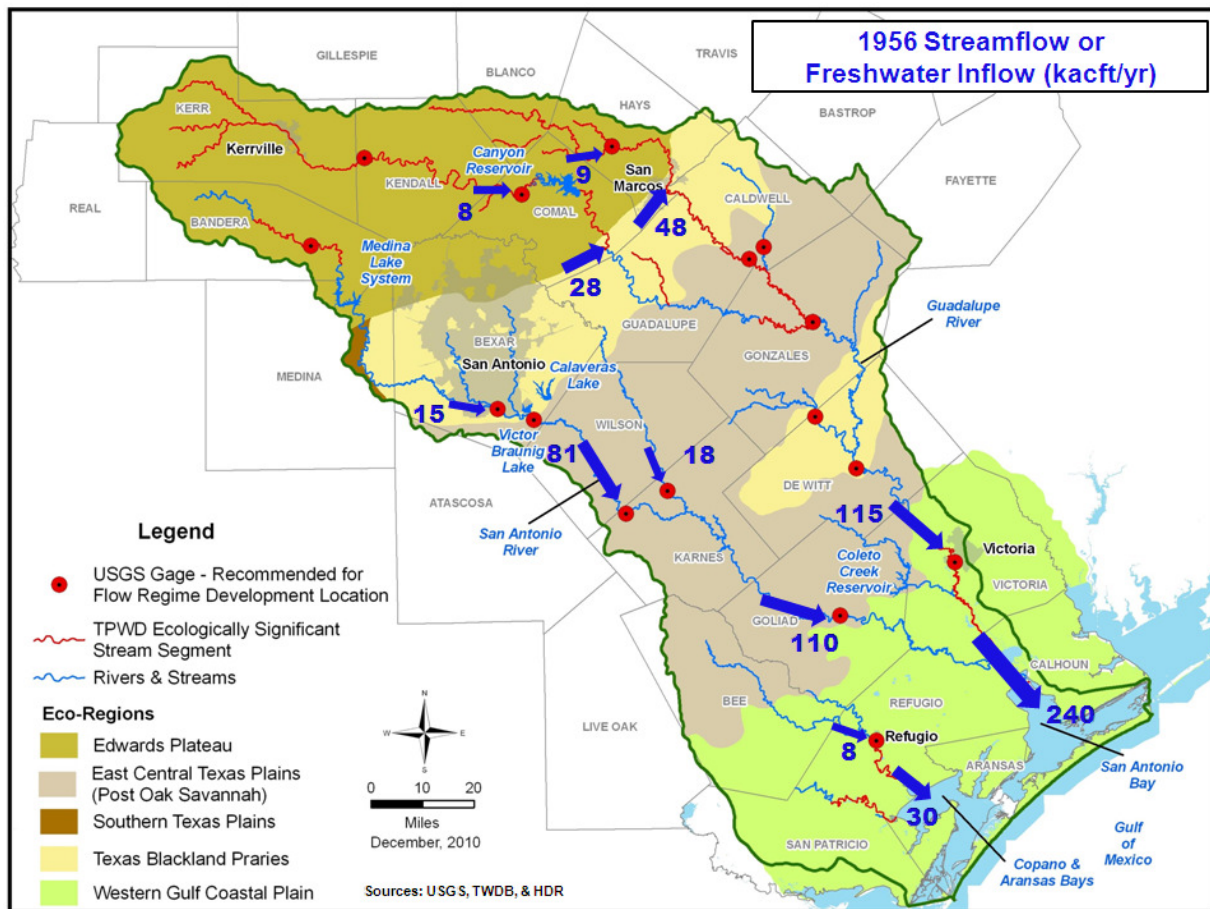 1956 Streamflow or
Freshwater Inflow (kacft/yr)
GILLESPIE
TRAVIS
BLANCO
HAYS
BASTROP
KERR
Kerrville
Canyon
Reservoir
9
San
Marcos
KENDALL
8
COMAL
48
CALDWELL
FAYETTE
REAL
BANDERA
Medina
Lake
System
28
Guadalupe
River
GUADALUPE
GONZALES
MEDINA
BEXAR
San Antonio
Calaveras
Lake
15
Victor
Braunig
Lake
WILSON
81
18
ATASCOSA
DE WITT
San Antonio
River
115
Victoria
VICTORIA
KARNES
Coleto
Creek
Reservoir
GOLIAD
110
CALHOUN
BEE
REFUGIO
240
LIVE OAK
8
Refugio
ARANSAS
San Antonio
Bay
30
SAN PATRICIO
Gulf
of
Mexico
Copano &
Aransas Bays
Legend
USGS Gage - Recommended for
Flow Regime Development Location
TPWD Ecologically Significant
Stream Segment
Rivers & Streams
Eco-Regions
Edwards Plateau
East Central Texas Plains
(Post Oak Savannah)
Southern Texas Plains
Texas Blackland Praries
Western Gulf Coastal Plain
N
W
E
S
0 10 20
Miles
December, 2010
Sources: USGS, TWDB, & HDR